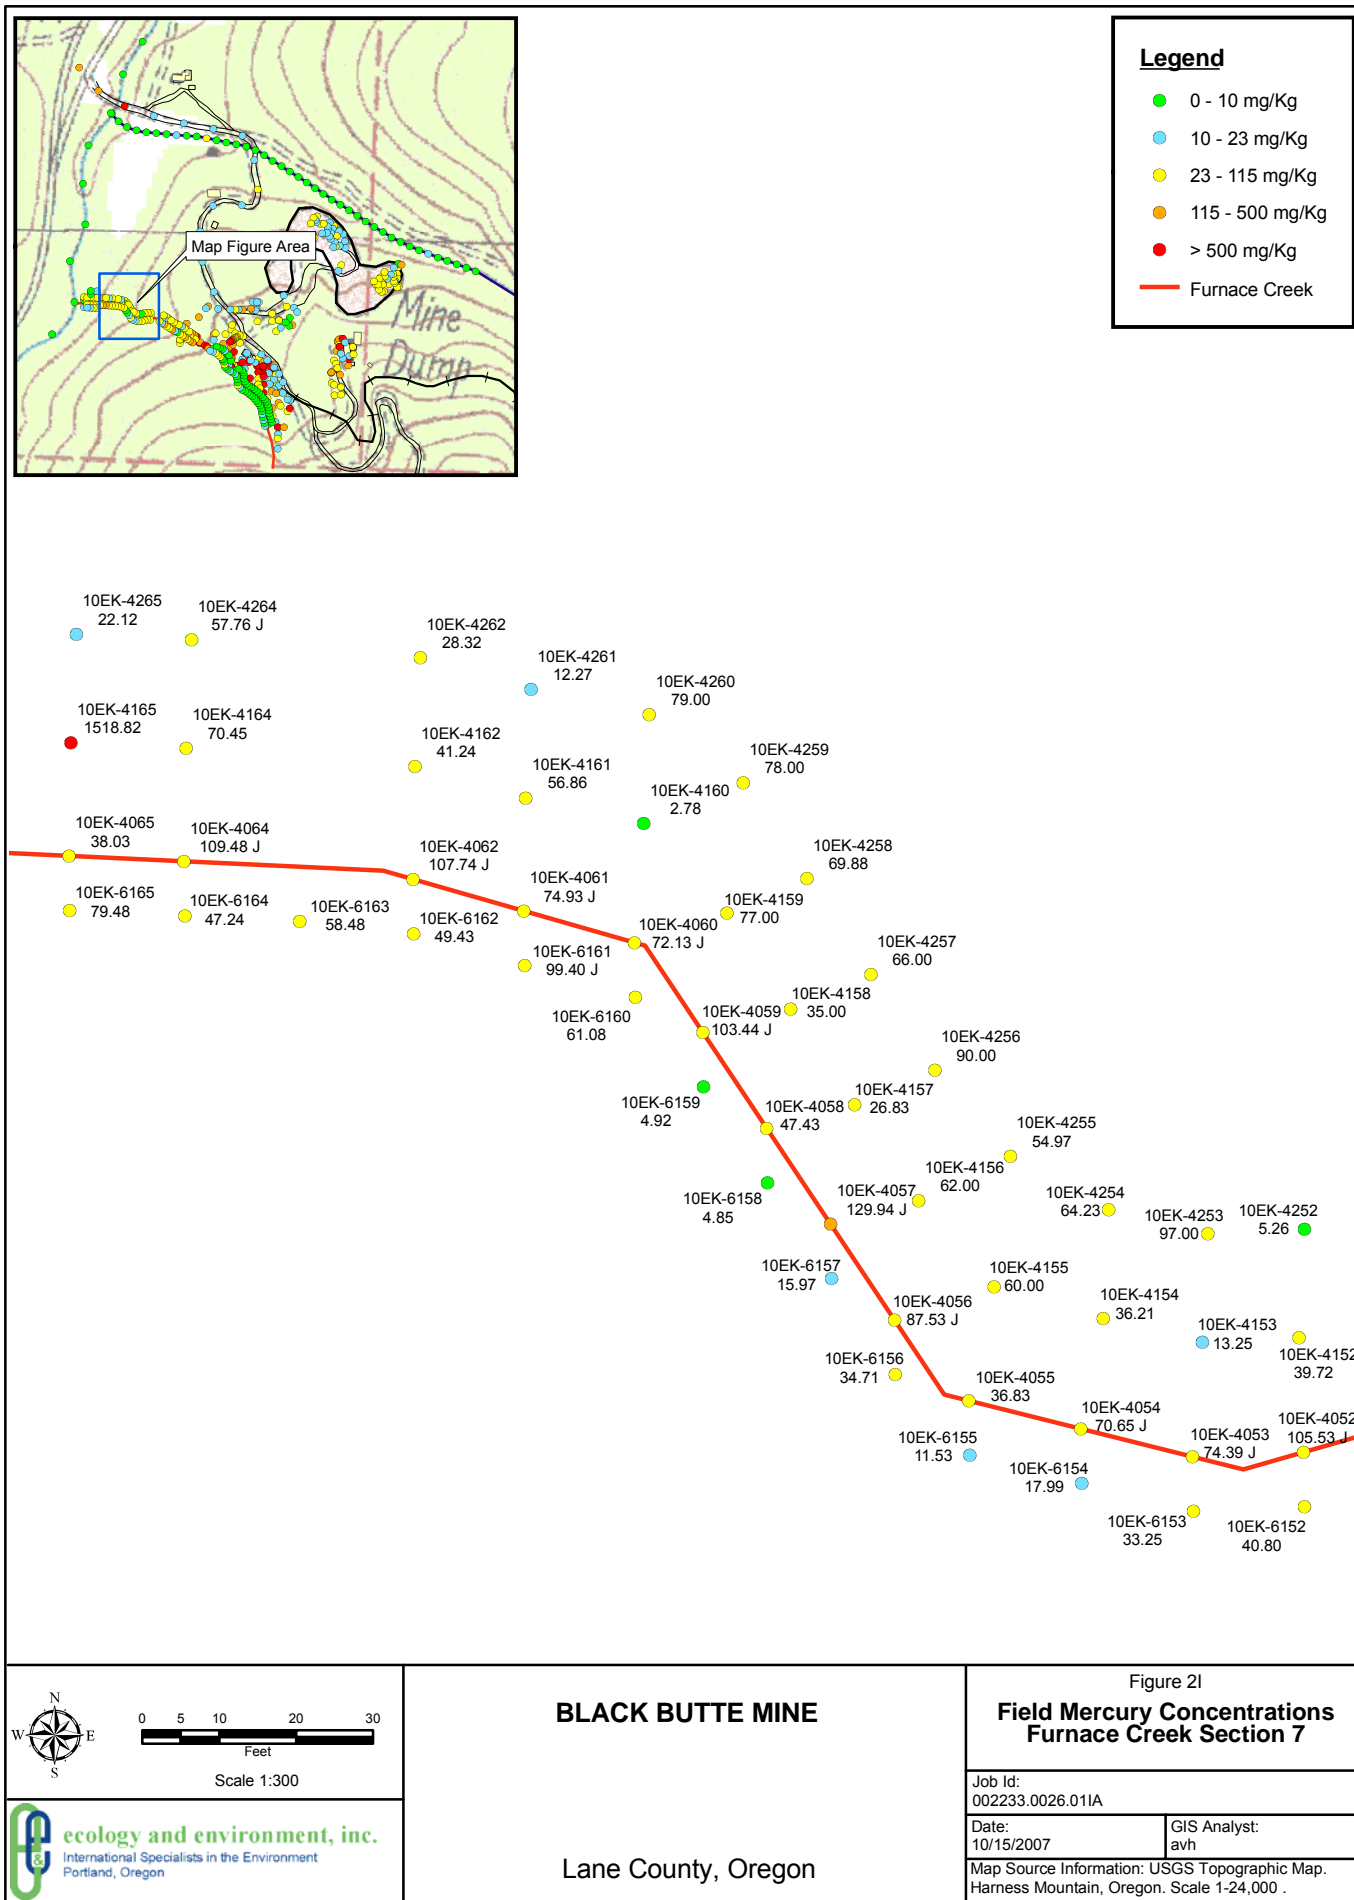 Map Figure Area
Mine
Dump
Legend
0 - 10 mg/Kg
10 - 23 mg/Kg
23 - 115 mg/Kg
115 - 500 mg/Kg
> 500 mg/Kg
Furnace Creek
10EK-4265
22.12
10EK-4264
57.76 J
10EK-4262
28.32
10EK-4261
12.27
10EK-4260
79.00
10EK-4165
1518.82
10EK-4164
70.45
10EK-4162
41.24
10EK-4161
56.86
10EK-4160
2.78
10EK-4259
78.00
10EK-4065
38.03
10EK-4064
109.48 J
10EK-4062
107.74 J
10EK-4061
74.93 J
10EK-4060
72.13 J
10EK-4159
77.00
10EK-4258
69.88
10EK-6165
79.48
10EK-6164
47.24
10EK-6163
58.48
10EK-6162
49.43
10EK-6161
99.40 J
10EK-6160
61.08
10EK-4059
103.44 J
10EK-4158
35.00
10EK-4257
66.00
10EK-6159
4.92
10EK-4058
47.43
10EK-4157
26.83
10EK-4256
90.00
10EK-6158
4.85
10EK-4057
129.94 J
10EK-4156
62.00
10EK-4255
54.97
10EK-4254
64.23
10EK-4253
97.00
10EK-4252
5.26
10EK-6157
15.97
10EK-4056
87.53 J
10EK-4155
60.00
10EK-4154
36.21
10EK-4153
13.25
10EK-4152
39.72
10EK-6156
34.71
10EK-4055
36.83
10EK-4054
70.65 J
10EK-4053
74.39 J
10EK-4052
105.53 J
10EK-6155
11.53
10EK-6154
17.99
10EK-6153
33.25
10EK-6152
40.80
N
W E
S
0 5 10 20 30
Feet
Scale 1:300
ecology and environment, inc.
International Specialists in the Environment
Portland, Oregon
BLACK BUTTE MINE
Lane County, Oregon
Figure 2I
Field Mercury Concentrations
Furnace Creek Section 7
Job Id:
002233.0026.01IA
Date:
10/15/2007
GIS Analyst:
avh
Map Source Information: USGS Topographic Map.
Harness Mountain, Oregon. Scale 1-24,000 .